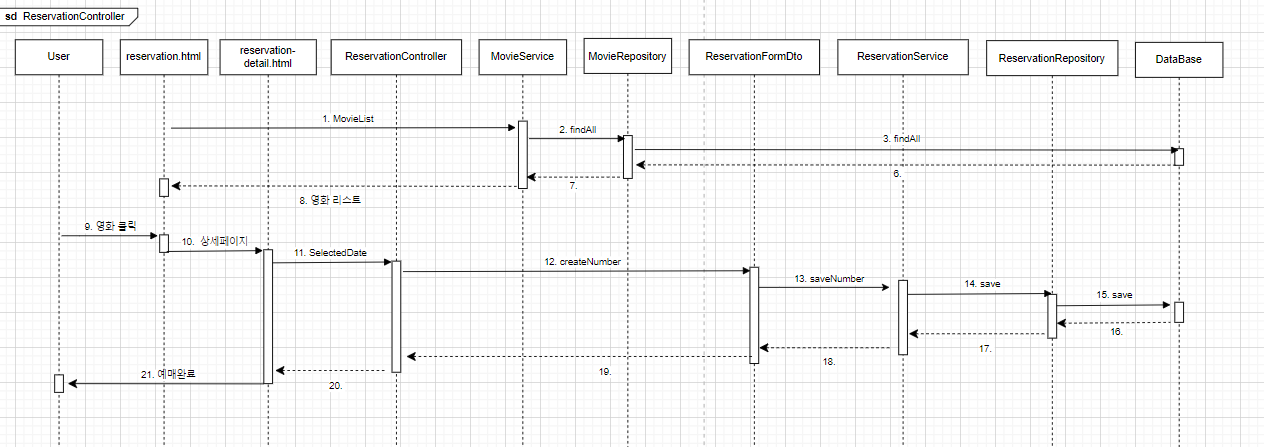 sd ReservationController
User
reservation.html
reservation-
detail.html
ReservationController
MovieService
MovieRepository
ReservationFormDto
ReservationService
ReservationRepository
DataBase
1. MovieList
2. findAll
3. findAll
6.
7.
8. 영화 리스트
9. 영화 클릭
10. 상세페이지
11. SelectedDate
12. createNumber
13. saveNumber
14. save
15. save
16.
17.
18.
19.
20.
21. 예매완료